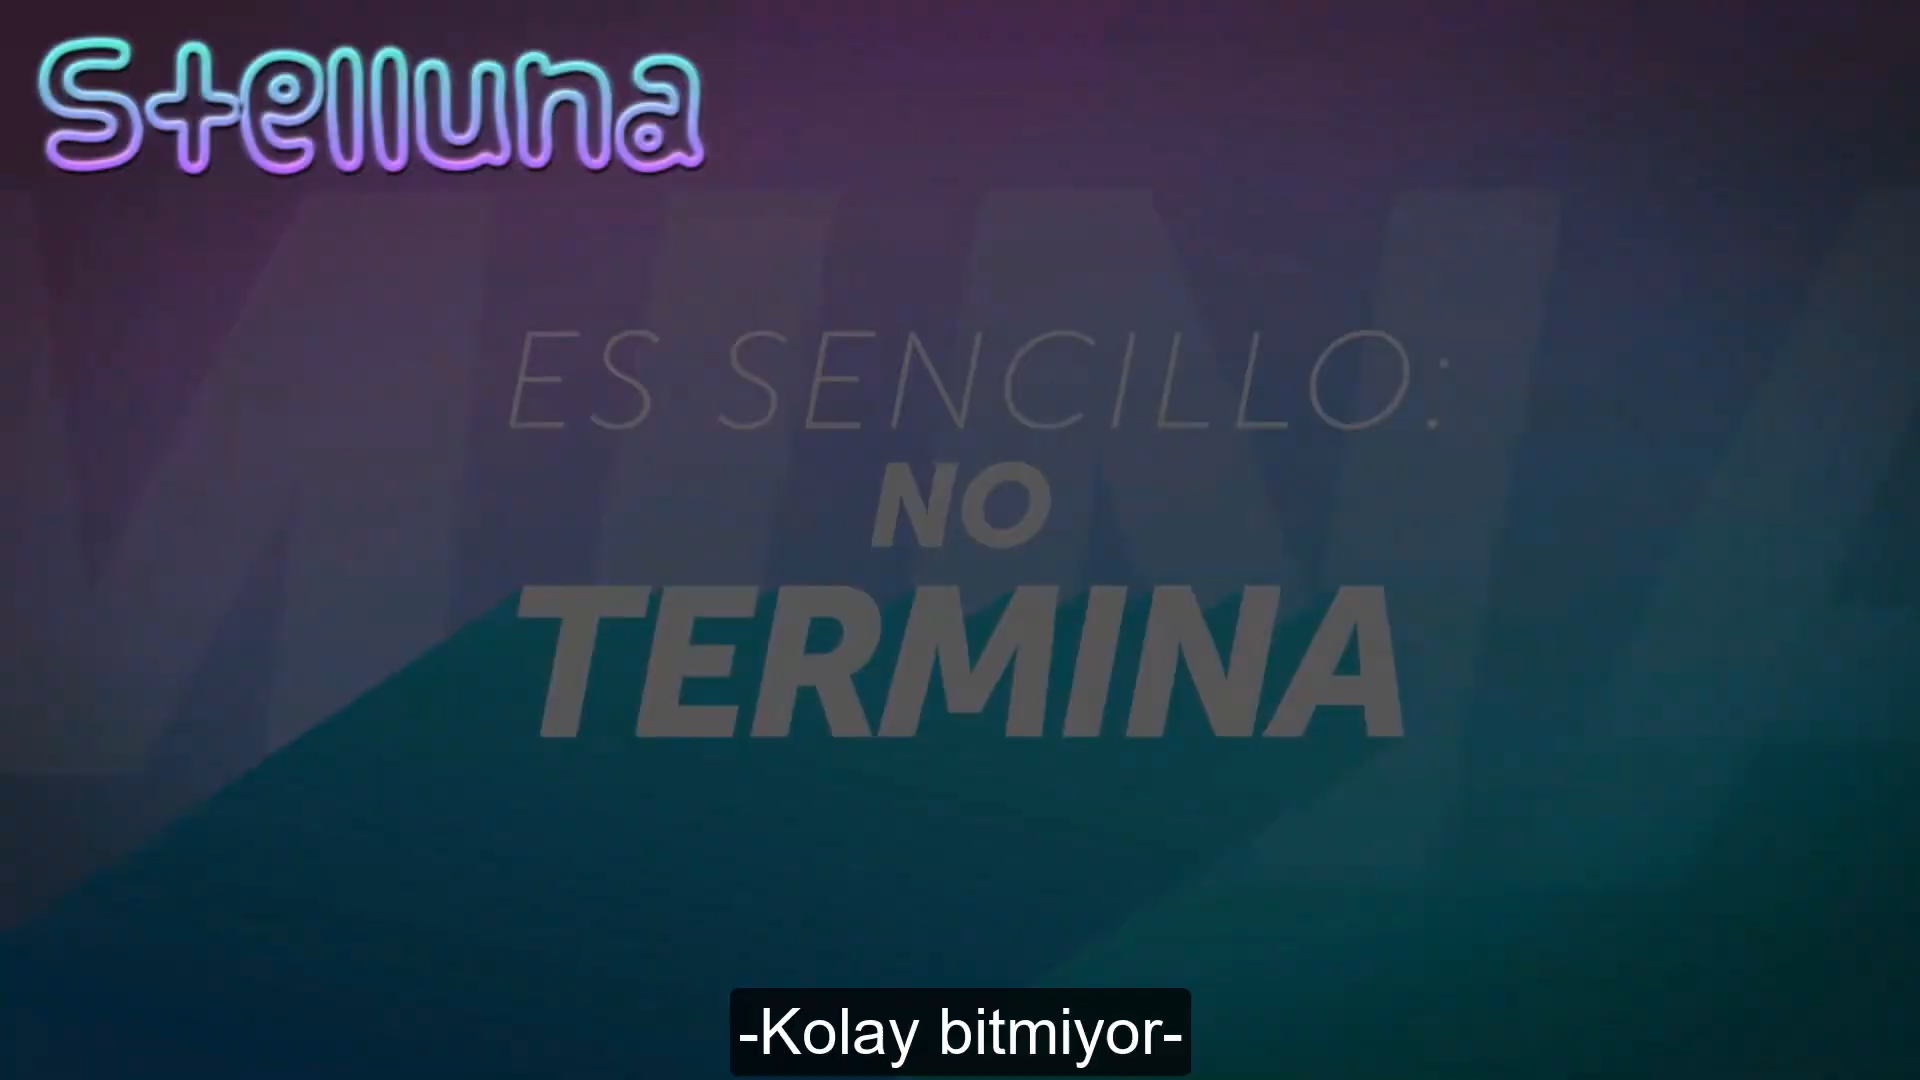 Stelluna
ES SENCILLO:
NO
TERMINA
-Kolay bitmiyor-